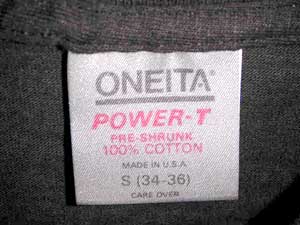 ONEITA®
POWER-T
PRE-SHRUNK
100% COTTON
MADE IN U.S.A
S (34-36)
CARE OVER